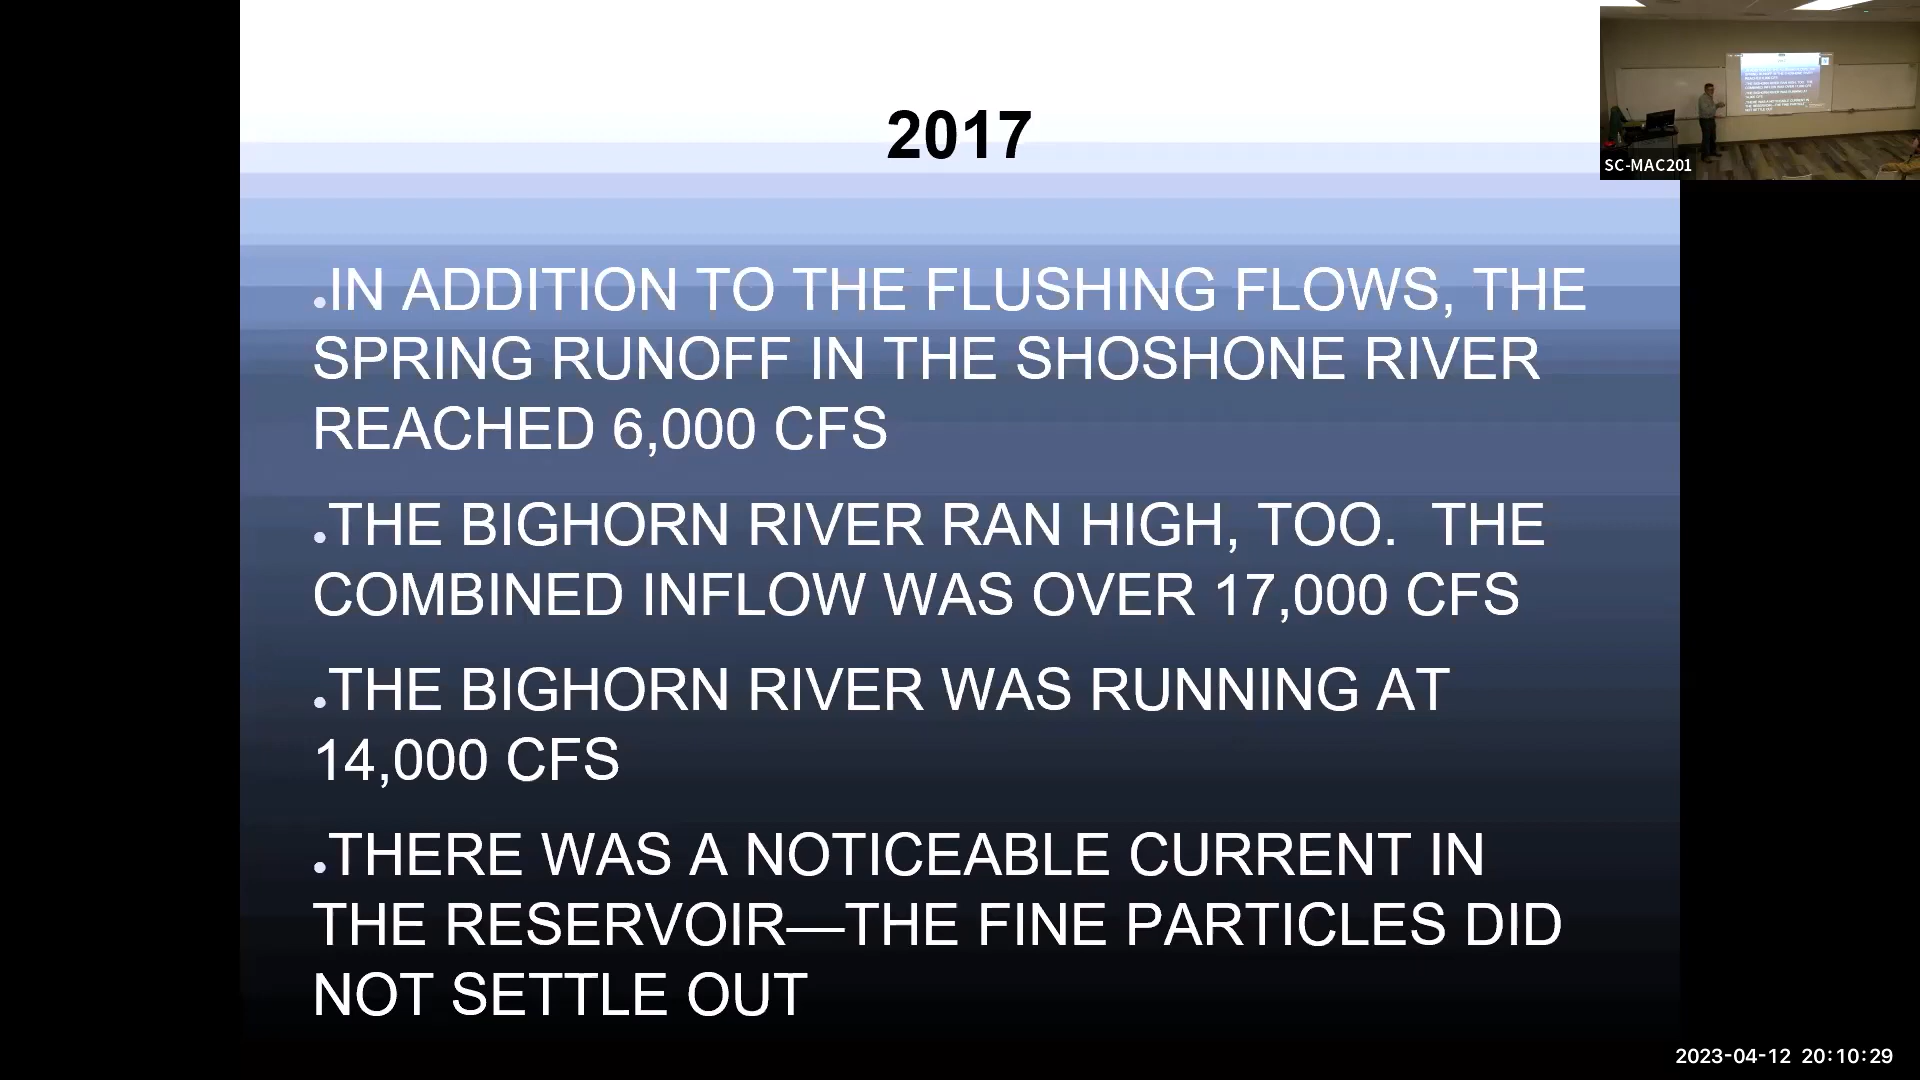 2017
.IN ADDITION TO THE FLUSHING FLOWS, THE
SPRING RUNOFF IN THE SHOSHONE RIVER
REACHED 6,000 CFS
.THE BIGHORN RIVER RAN HIGH, TOO.  THE
COMBINED INFLOW WAS OVER 17,000 CFS
.THE BIGHORN RIVER WAS RUNNING AT
14,000 CFS
.THERE WAS A NOTICEABLE CURRENT IN
THE RESERVOIR—THE FINE PARTICLES DID
NOT SETTLE OUT
SC-MAC201
2023-04-12 20:10:29